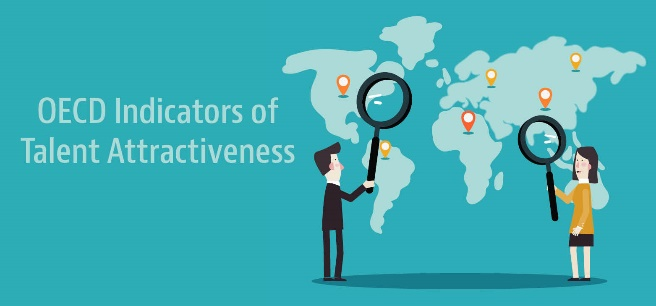 OECD Indicators of
Talent Attractiveness